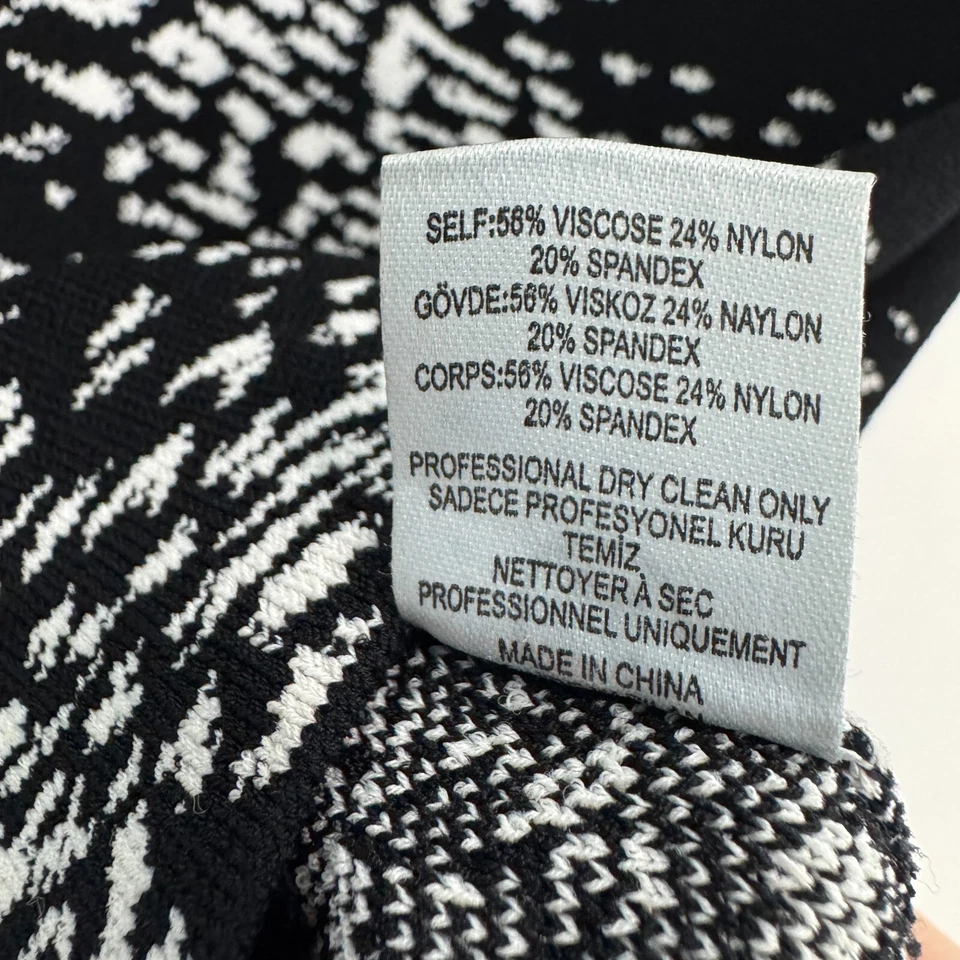 SELF:56% VISCOSE 24% NYLON
20% SPANDEX
GÖVDE:56% VISKOZ 24% NAYLON
20% SPANDEX
CORPS:56% VISCOSE 24% NYLON
20% SPANDEX
PROFESSIONAL DRY CLEAN ONLY
SADECE PROFESYONEL KURU
TEMİZ
NETTOYER À SEC
PROFESSIONNEL UNIQUEMENT
MADE IN CHINA